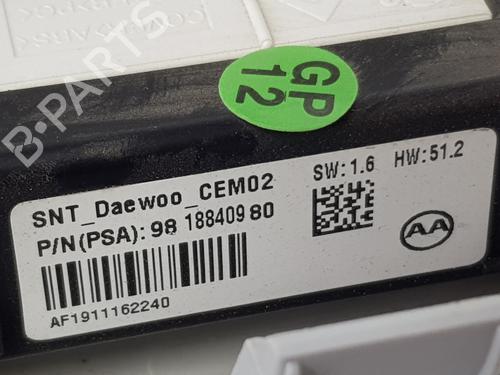 GP
12
SNT_Daewoo_CEM02
SW:1.6 HW:51.2
P/N(PSA):98 188409 80
AA
AF1911162240
B-PARTS